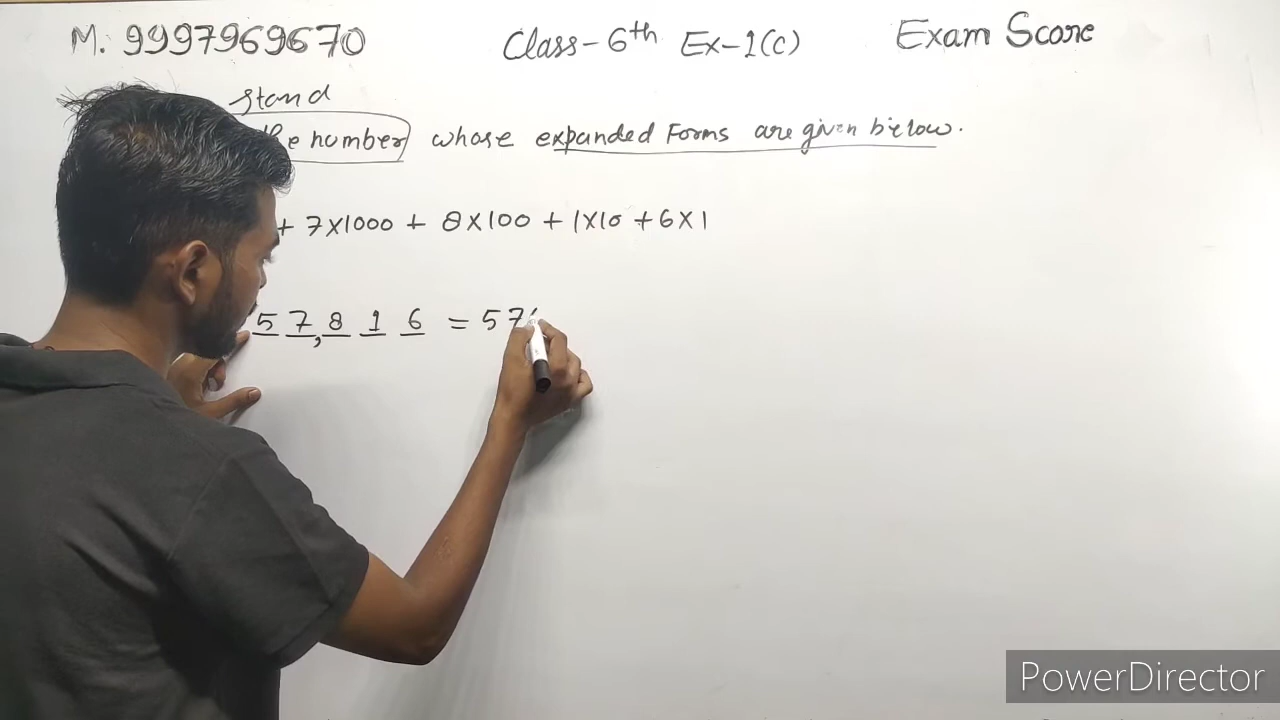 M. 9997969670 Class-6th Ex-1(C) Exam Score
stand
the number whose expanded Forms are given below.
+ 7X1000 + 8X100 + 1X10 + 6X1
5 7,8 1 6 = 57
PowerDirector